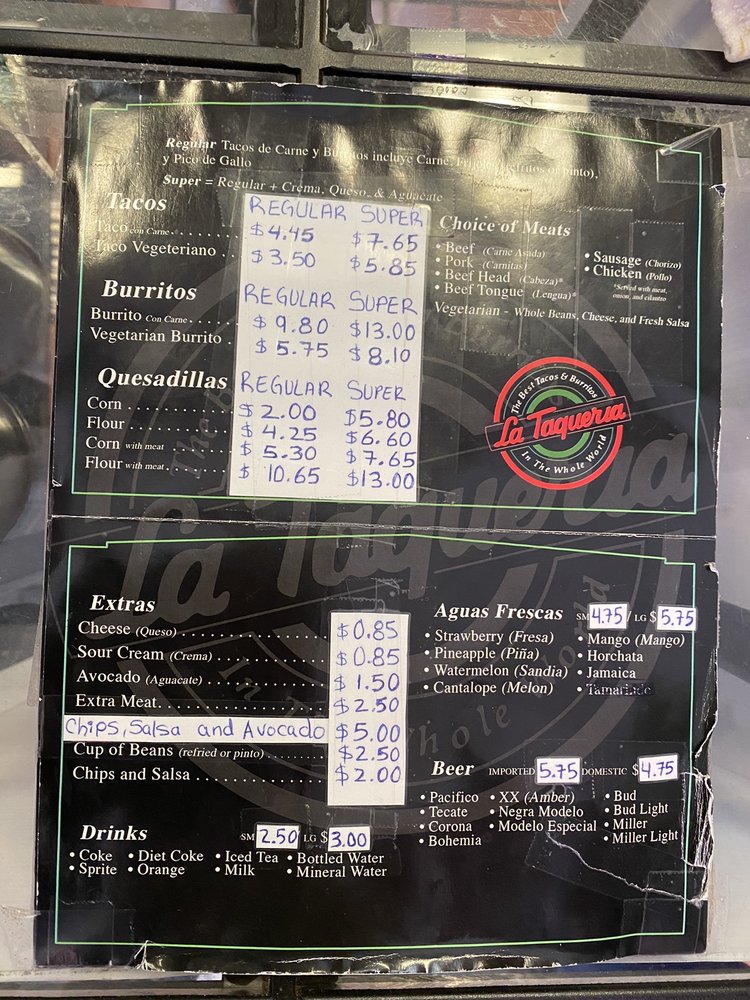 Regular Tacos de Carne y Burritos incluye Carne, Frijoles (refritos or pinto),
y Pico de Gallo
Super = Regular + Crema, Queso, & Aguacate
Tacos REGULAR SUPER
Taco con Carne $4.45 $7.65
Taco Vegeteriano $3.50 $5.85
Burritos REGULAR SUPER
Burrito Con Carne $9.80 $13.00
Vegetarian Burrito $5.75 $8.10
Quesadillas REGULAR SUPER
Corn $2.00 $5.80
Flour $4.25 $6.60
Corn with meat $5.30 $7.65
Flour with meat $10.65 $13.00
Choice of Meats
• Beef (Carne Asada)
• Pork (Carnitas)
• Beef Head (Cabeza)*
• Beef Tongue (Lengua)*
• Sausage (Chorizo)
• Chicken (Pollo)
*Served with meat,
onion, and cilantro
Vegetarian - Whole Beans, Cheese, and Fresh Salsa
The Best Tacos & Burritos
La Taqueria
In The Whole World
La Taqueria
In The Whole World
Extras
Cheese (Queso) $0.85
Sour Cream (Crema) $0.85
Avocado (Aguacate) $1.50
Extra Meat $2.50
Chips, Salsa and Avocado $5.00
Cup of Beans (refried or pinto) $2.50
Chips and Salsa $2.00
Drinks SM 2.50 / LG $3.00
• Coke • Diet Coke • Iced Tea • Bottled Water
• Sprite • Orange • Milk • Mineral Water
Aguas Frescas SM 4.75 / LG $5.75
• Strawberry (Fresa) • Mango (Mango)
• Pineapple (Piña) • Horchata
• Watermelon (Sandia) • Jamaica
• Cantalope (Melon) • Tamarindo
Beer IMPORTED 5.75 DOMESTIC $4.75
• Pacifico • XX (Amber) • Bud
• Tecate • Negra Modelo • Bud Light
• Corona • Modelo Especial • Miller
• Bohemia • Miller Light